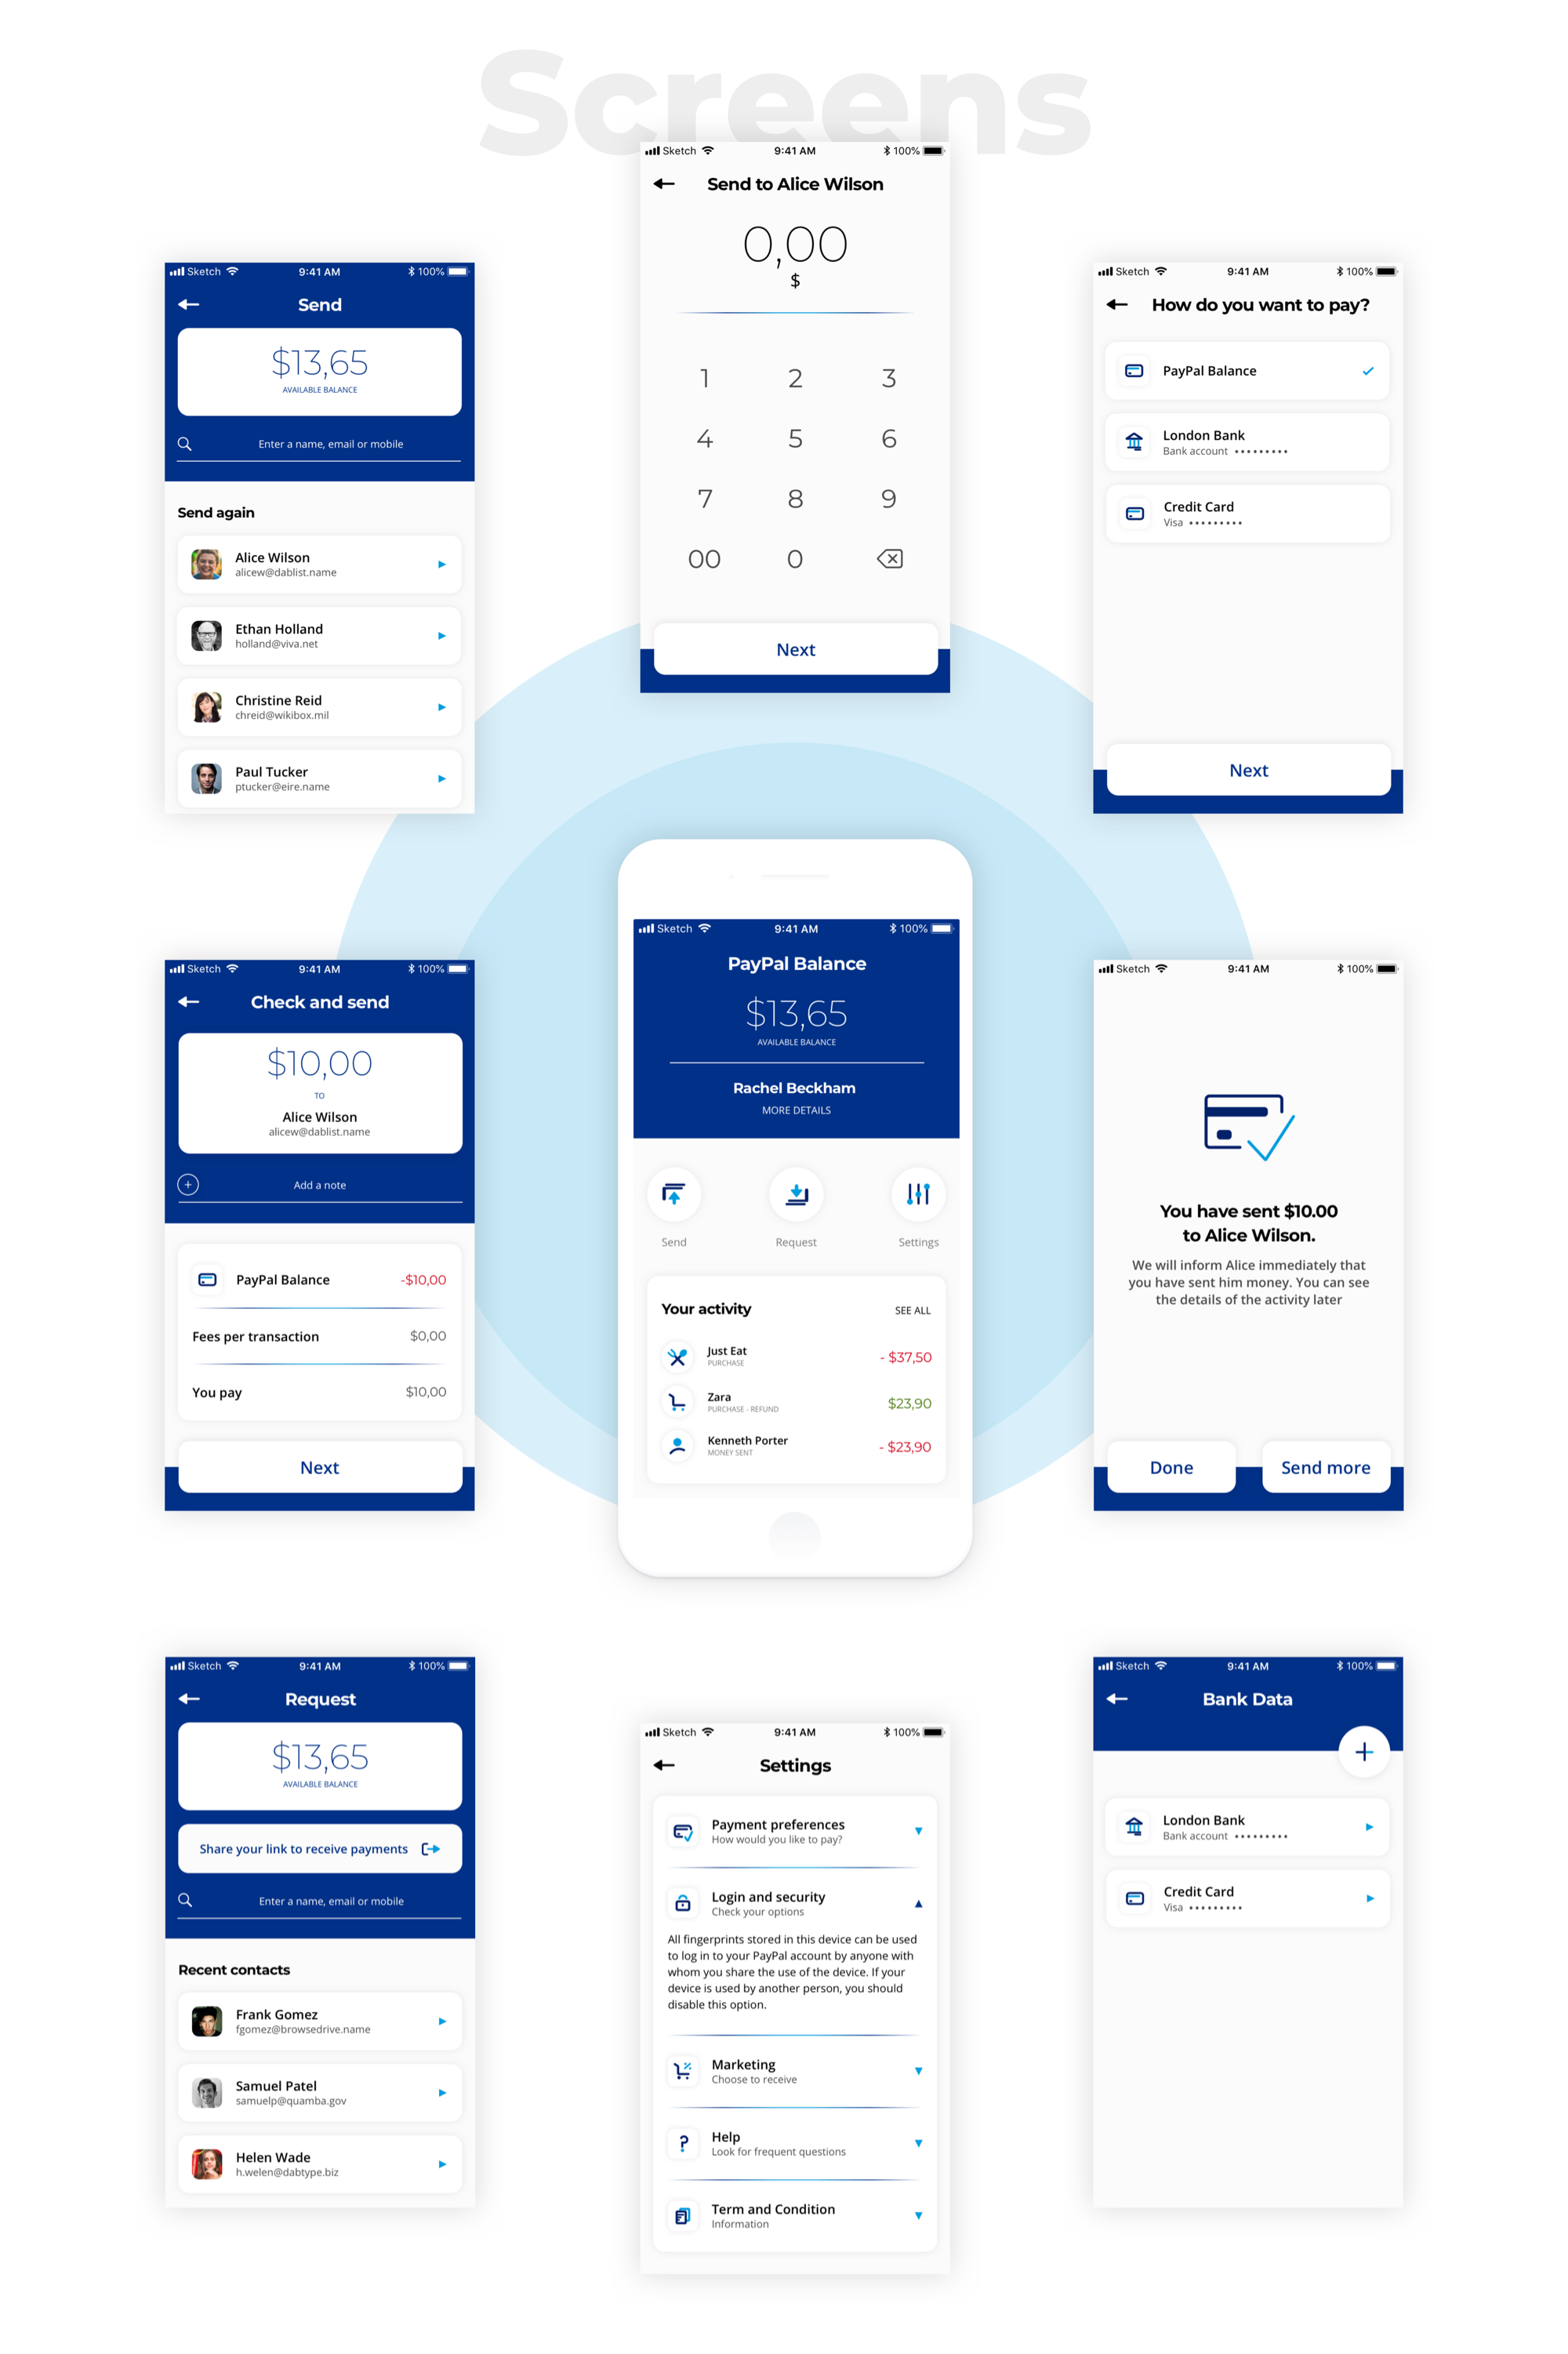 Screens
Sketch 9:41 AM 100%
Send to Alice Wilson
0,00
$
1 2 3
4 5 6
7 8 9
00 0
Next
Sketch 9:41 AM 100%
Send
$13,65
AVAILABLE BALANCE
Enter a name, email or mobile
Send again
Alice Wilson
alicew@dablist.name
Ethan Holland
holland@viva.net
Christine Reid
chreid@wikibox.mil
Paul Tucker
ptucker@eire.name
Sketch 9:41 AM 100%
How do you want to pay?
PayPal Balance
London Bank
Bank account •••••••••
Credit Card
Visa •••••••••
Next
Sketch 9:41 AM 100%
Check and send
$10,00
TO
Alice Wilson
alicew@dablist.name
Add a note
PayPal Balance -$10,00
Fees per transaction $0,00
You pay $10,00
Next
Sketch 9:41 AM 100%
PayPal Balance
$13,65
AVAILABLE BALANCE
Rachel Beckham
MORE DETAILS
Send Request Settings
Your activity SEE ALL
Just Eat - $37,50
PURCHASE
Zara $23,90
PURCHASE - REFUND
Kenneth Porter - $23,90
MONEY SENT
Sketch 9:41 AM 100%
You have sent $10.00
to Alice Wilson.
We will inform Alice immediately that
you have sent him money. You can see
the details of the activity later
Done Send more
Sketch 9:41 AM 100%
Request
$13,65
AVAILABLE BALANCE
Share your link to receive payments
Enter a name, email or mobile
Recent contacts
Frank Gomez
fgomez@browsedrive.name
Samuel Patel
samuelp@quamba.gov
Helen Wade
h.welen@dabtype.biz
Sketch 9:41 AM 100%
Settings
Payment preferences
How would you like to pay?
Login and security
Check your options
All fingerprints stored in this device can be used
to log in to your PayPal account by anyone with
whom you share the use of the device. If your
device is used by another person, you should
disable this option.
Marketing
Choose to receive
Help
Look for frequent questions
Term and Condition
Information
Sketch 9:41 AM 100%
Bank Data
London Bank
Bank account •••••••••
Credit Card
Visa •••••••••